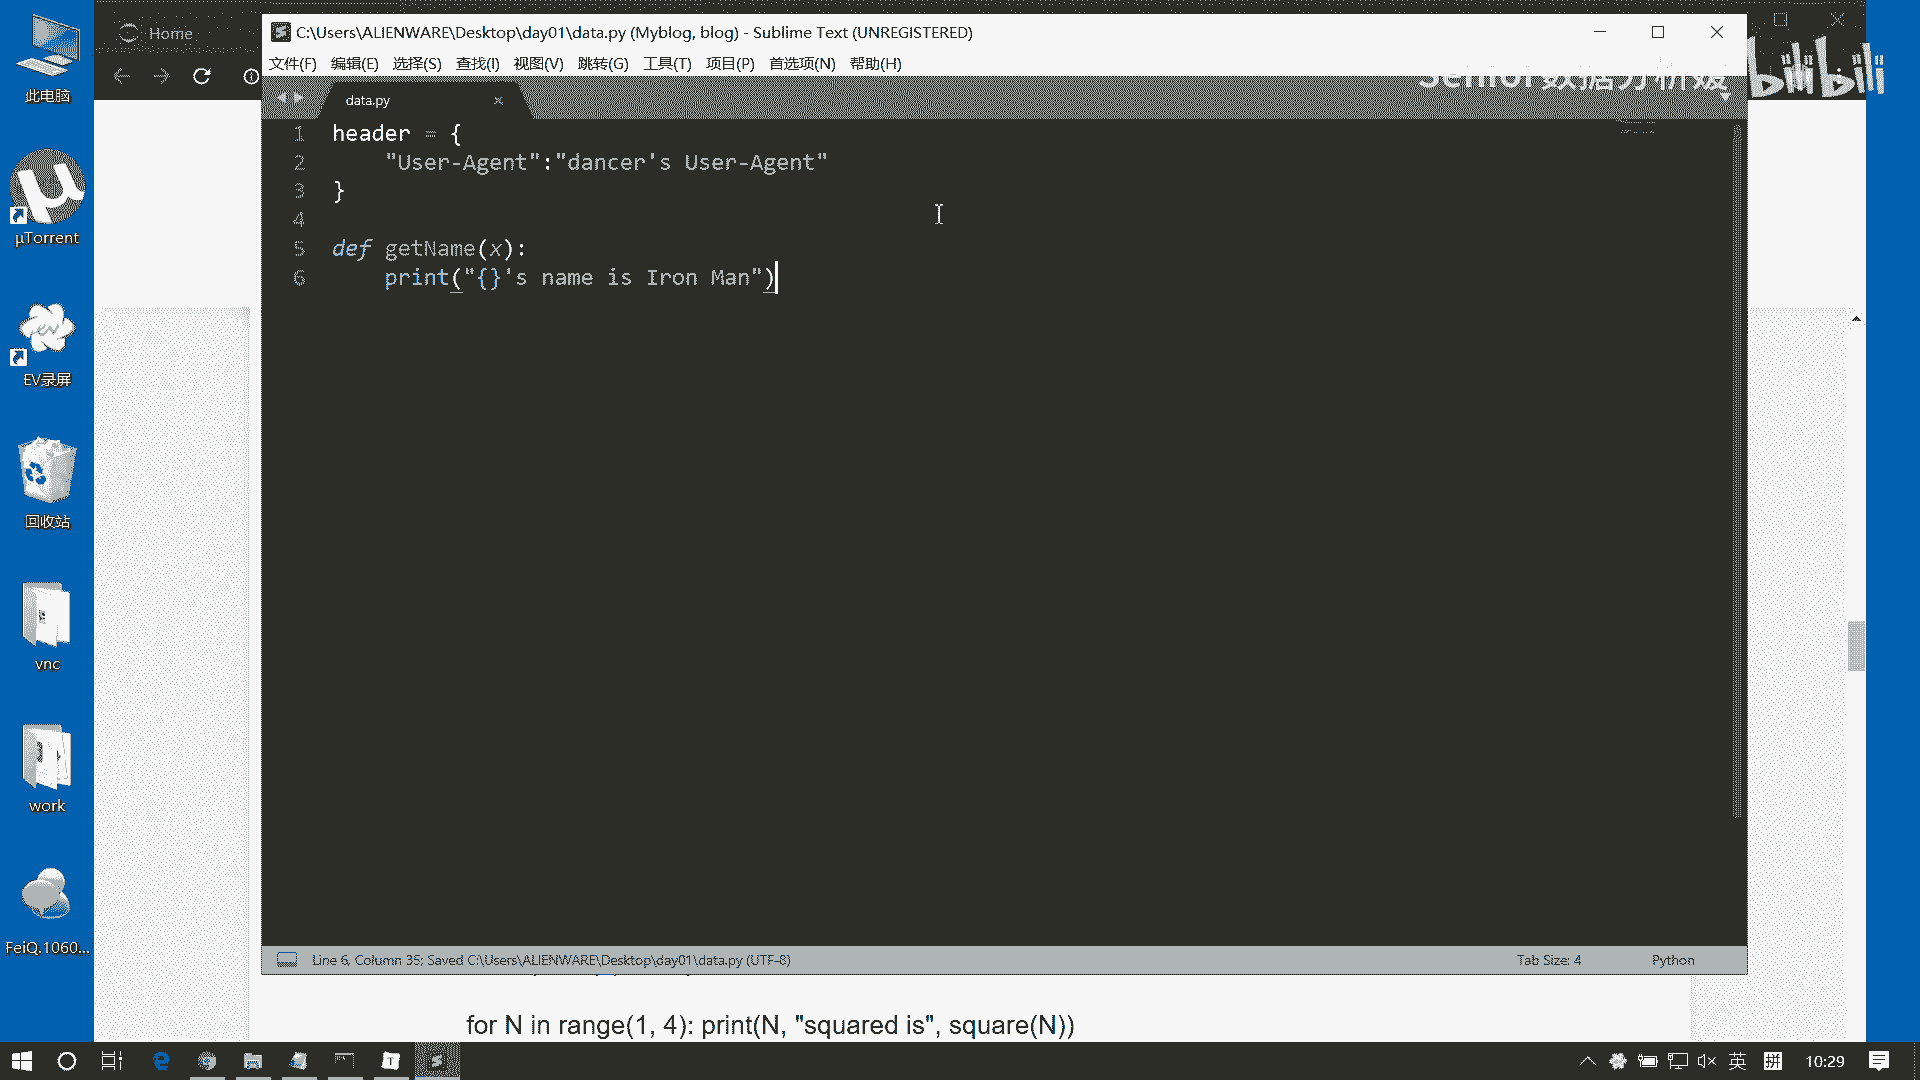 此电脑
μTorrent
EV录屏
回收站
vnc
work
FeiQ.1060...
Home
C:\Users\ALIENWARE\Desktop\day01\data.py (Myblog, blog) - Sublime Text (UNREGISTERED)
文件(F) 编辑(E) 选择(S) 查找(I) 视图(V) 跳转(G) 工具(T) 项目(P) 首选项(N) 帮助(H)
Senior数据分析媛 bilibili
data.py
1 header = {
2 "User-Agent":"dancer's User-Agent"
3 }
4
5 def getName(x):
6 print("{}'s name is Iron Man")
Line 6, Column 35; Saved C:\Users\ALIENWARE\Desktop\day01\data.py (UTF-8) Tab Size: 4 Python
for N in range(1, 4): print(N, "squared is", square(N))
英 拼 10:29